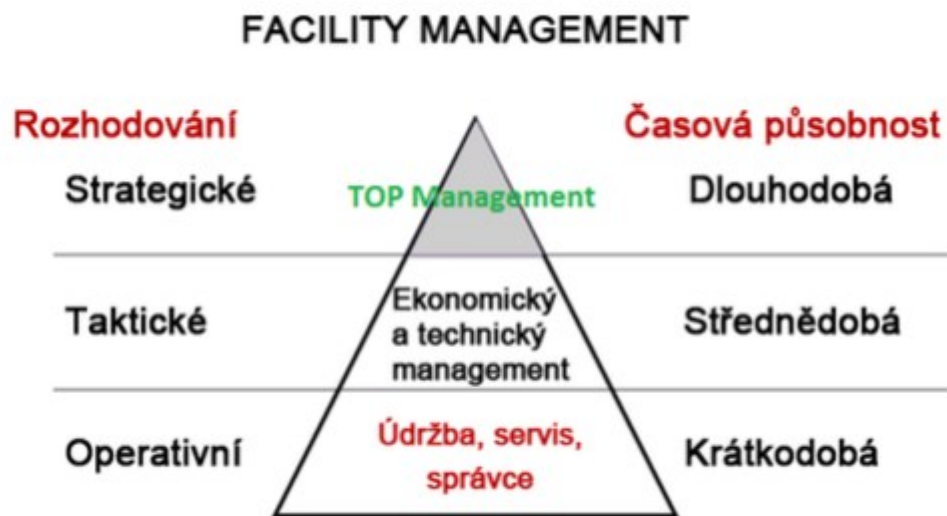 FACILITY MANAGEMENT
Rozhodování
Časová působnost
Strategické
TOP Management
Dlouhodobá
Taktické
Ekonomický
a technický
management
Střednědobá
Operativní
Údržba, servis,
správce
Krátkodobá